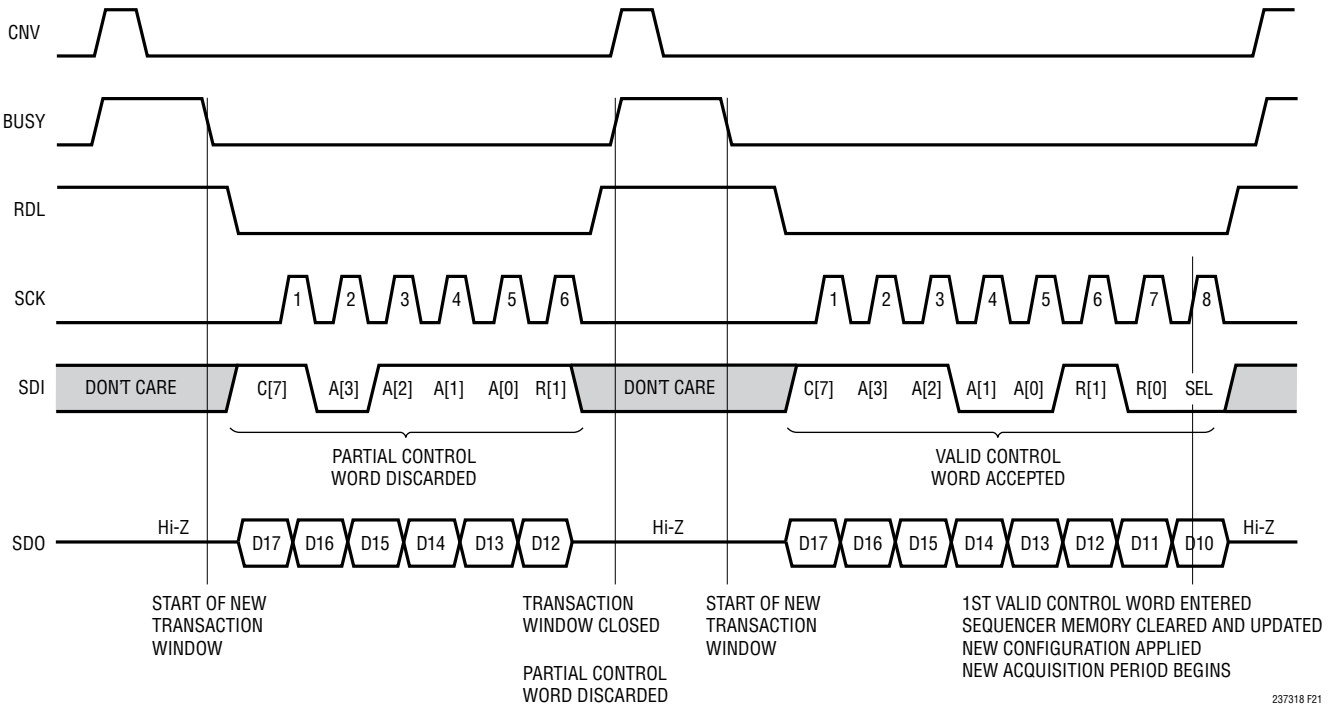 CNV
BUSY
RDL
SCK 1 2 3 4 5 6 1 2 3 4 5 6 7 8
SDI DON'T CARE C[7] A[3] A[2] A[1] A[0] R[1] DON'T CARE C[7] A[3] A[2] A[1] A[0] R[1] R[0] SEL
PARTIAL CONTROL
WORD DISCARDED
VALID CONTROL
WORD ACCEPTED
SDO Hi-Z D17 D16 D15 D14 D13 D12 Hi-Z D17 D16 D15 D14 D13 D12 D11 D10 Hi-Z
START OF NEW
TRANSACTION
WINDOW
TRANSACTION
WINDOW CLOSED
PARTIAL CONTROL
WORD DISCARDED
START OF NEW
TRANSACTION
WINDOW
1ST VALID CONTROL WORD ENTERED
SEQUENCER MEMORY CLEARED AND UPDATED
NEW CONFIGURATION APPLIED
NEW ACQUISITION PERIOD BEGINS
237318 F21